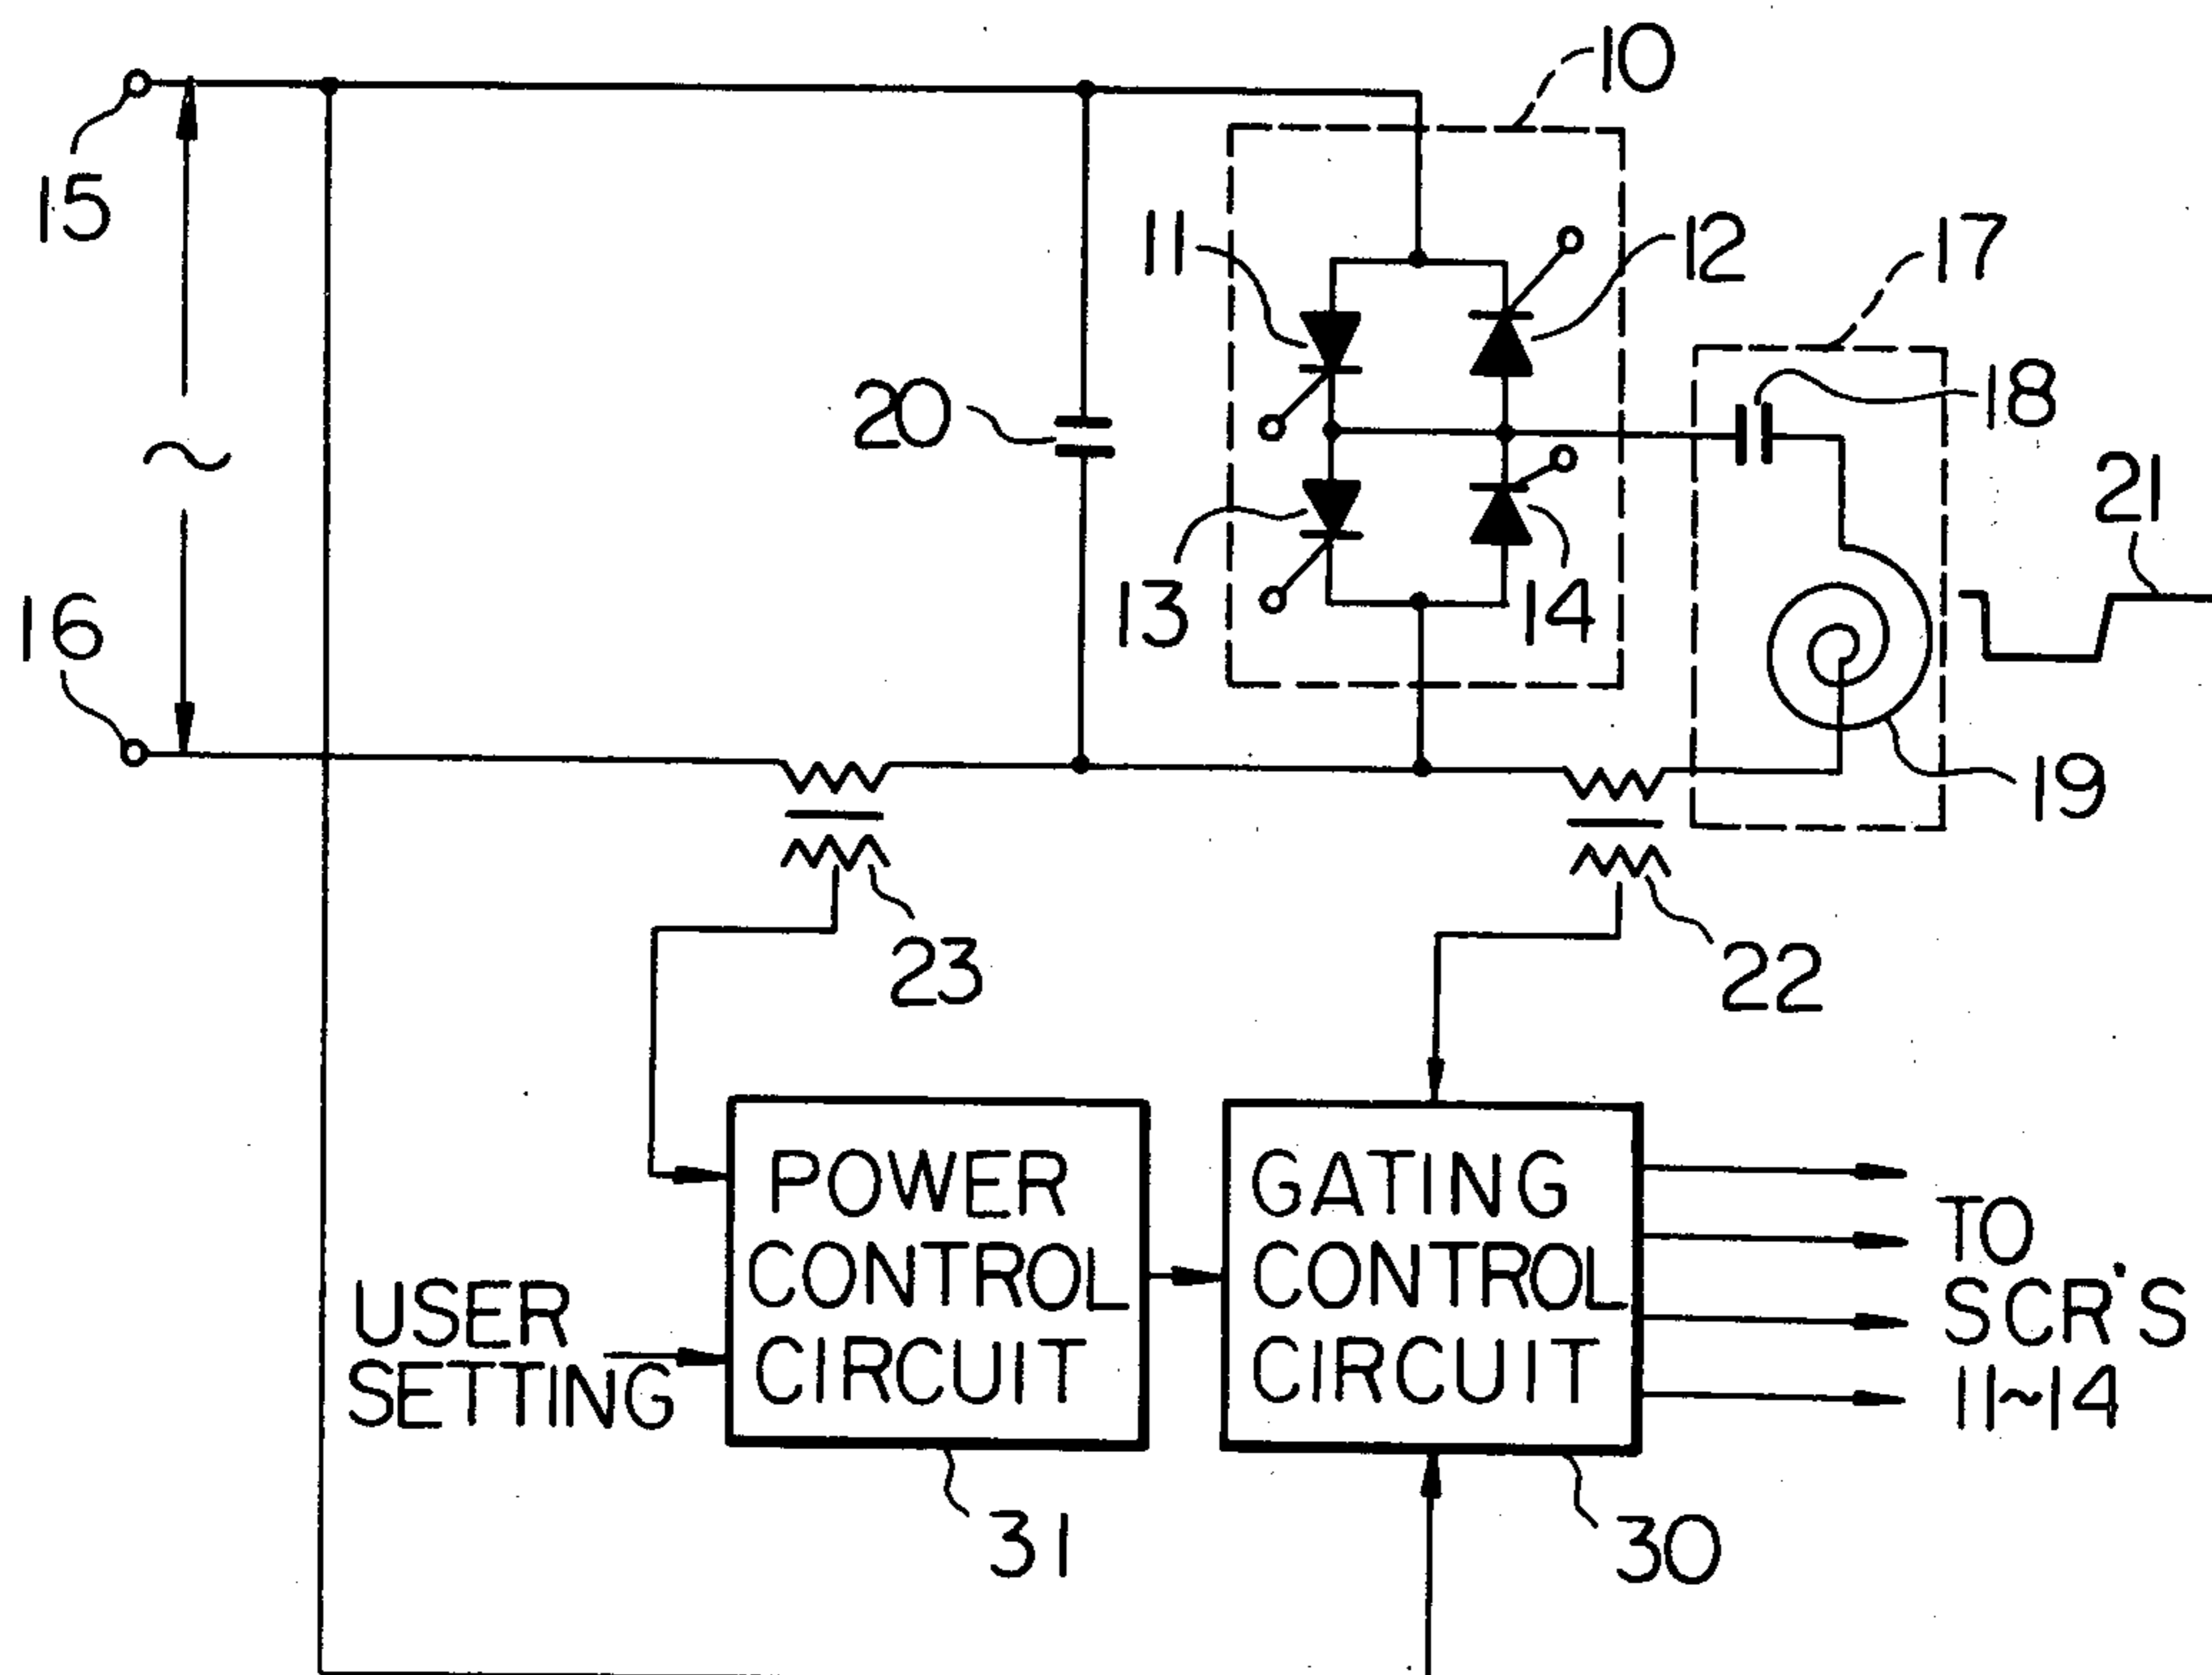 10
15
11
12
17
20
18
21
13
14
16
19
23
22
POWER
CONTROL
CIRCUIT
GATING
CONTROL
CIRCUIT
TO
SCR'S
11~14
USER
SETTING
31
30